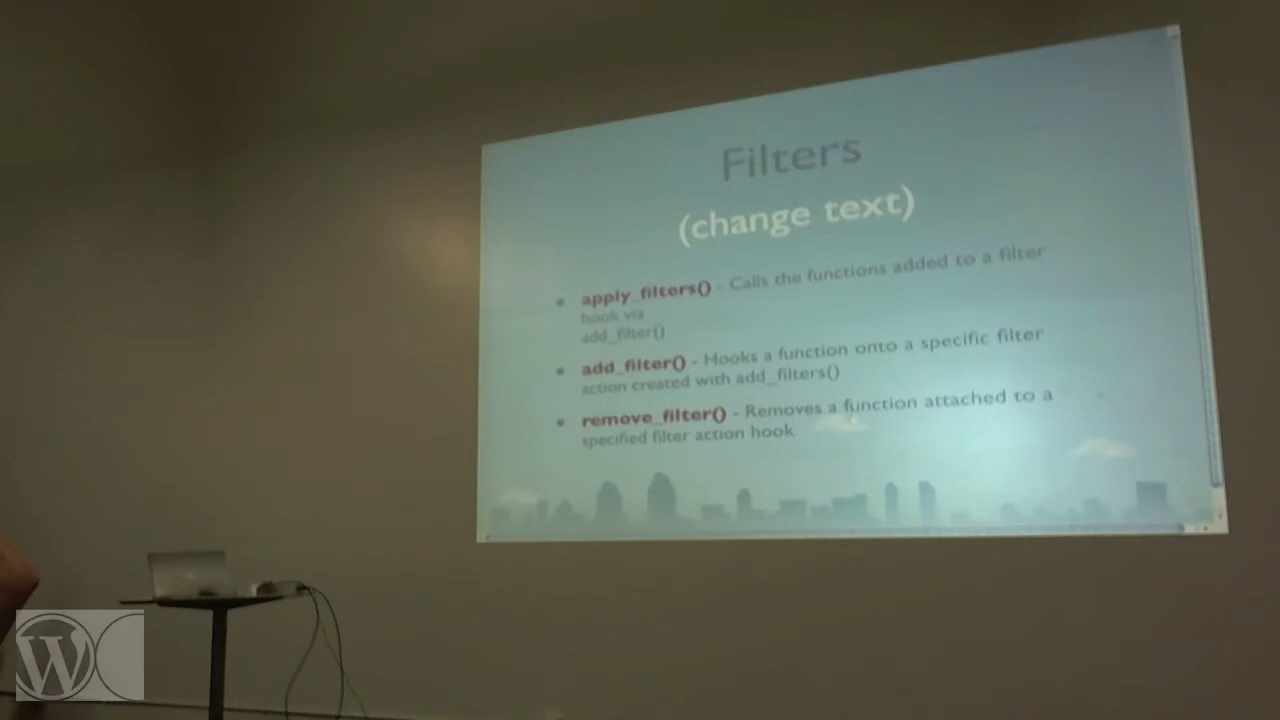 Filters
(change text)
• apply_filters() - Calls the functions added to a filter
hook via
add_filter()
• add_filter() - Hooks a function onto a specific filter
action created with add_filters()
• remove_filter() - Removes a function attached to a
specified filter action hook
WC